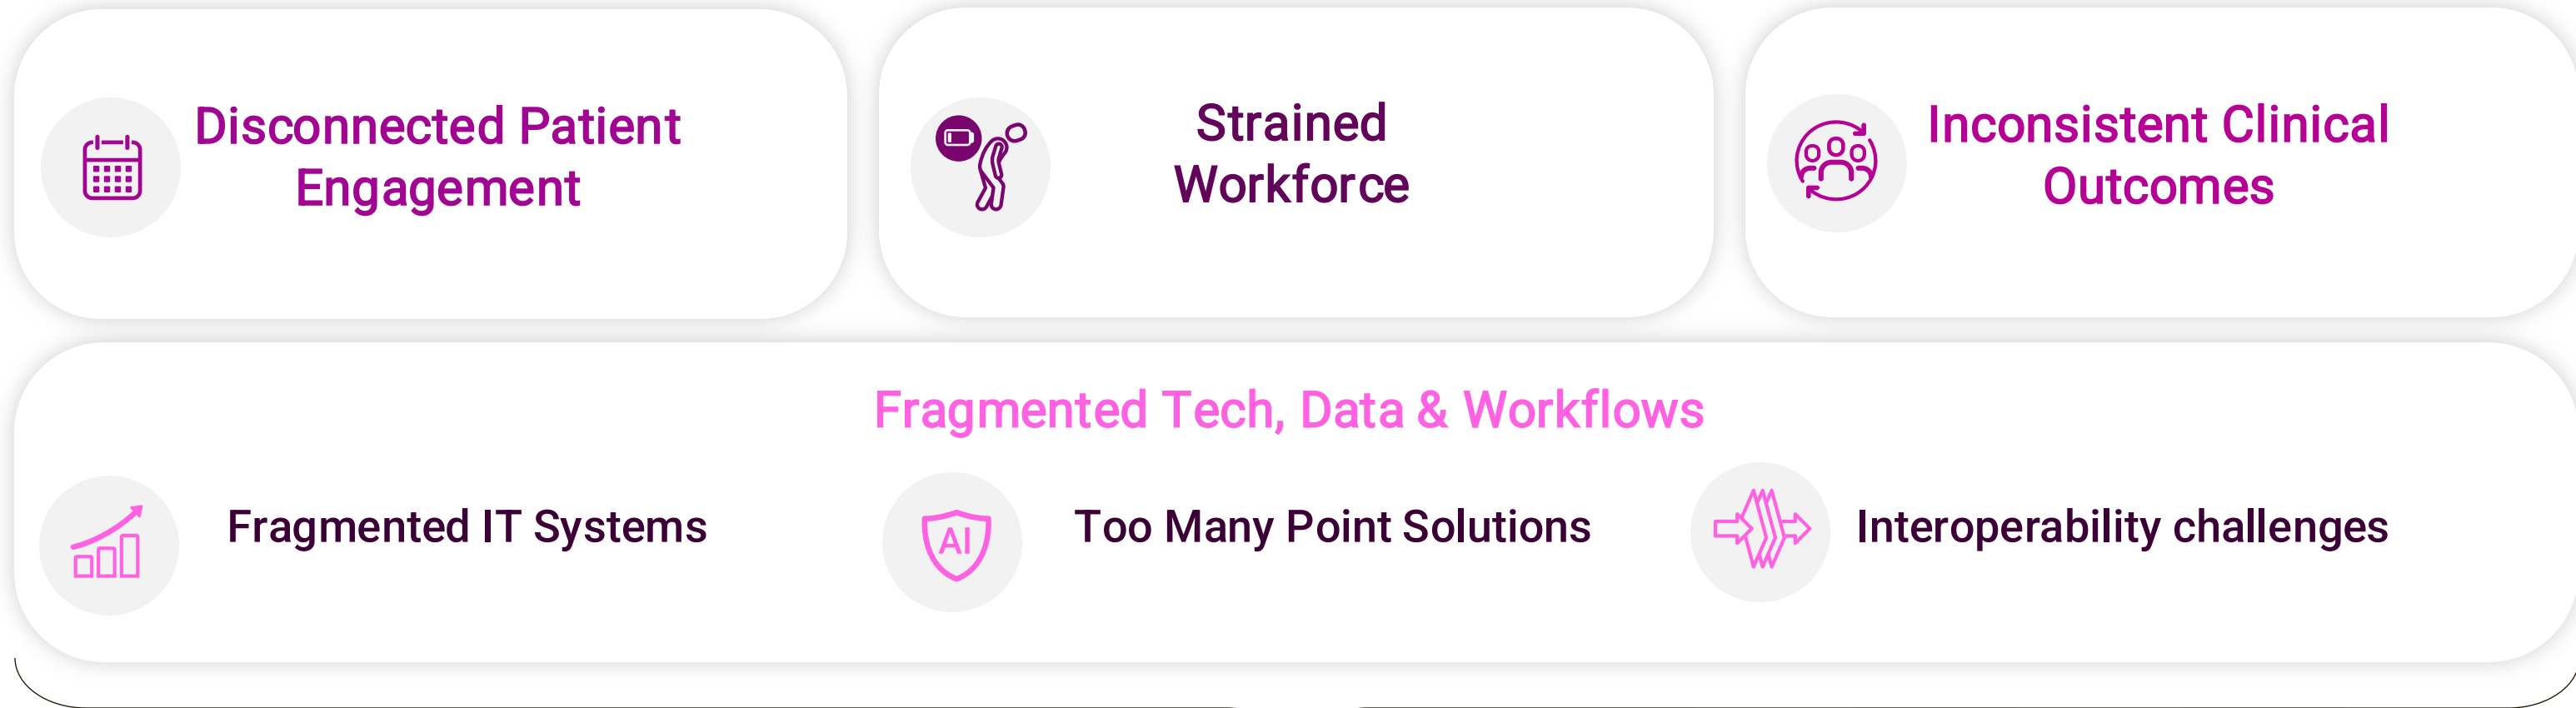 Disconnected Patient
Engagement
Strained
Workforce
Inconsistent Clinical
Outcomes
Fragmented Tech, Data & Workflows
Fragmented IT Systems
AI
Too Many Point Solutions
Interoperability challenges